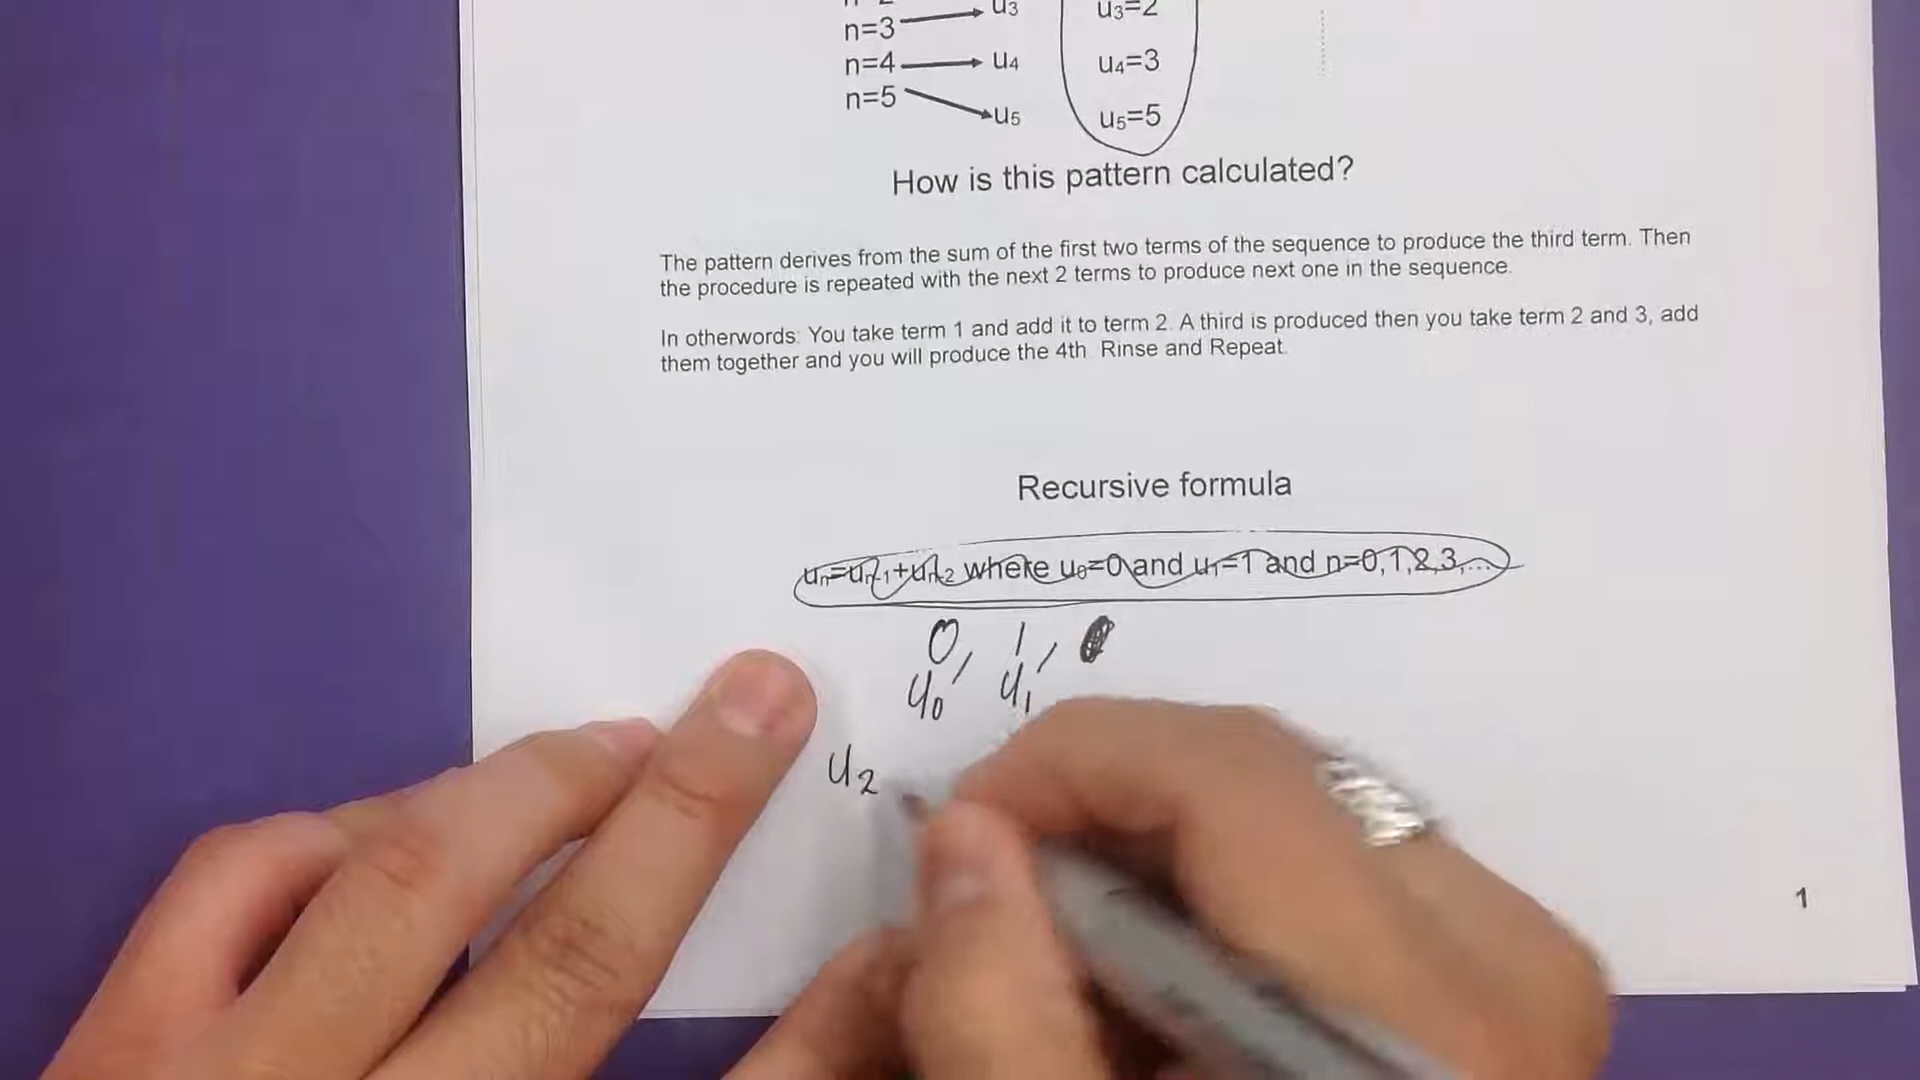 u3 u3=2
n=3
n=4 u4 u4=3
n=5 u5 u5=5
How is this pattern calculated?
The pattern derives from the sum of the first two terms of the sequence to produce the third term. Then
the procedure is repeated with the next 2 terms to produce next one in the sequence.
In otherwords: You take term 1 and add it to term 2. A third is produced then you take term 2 and 3, add
them together and you will produce the 4th. Rinse and Repeat.
Recursive formula
un=un-1+un-2 where u0=0 and u1=1 and n=0,1,2,3,...
0, 1,
u0 u1
u2
1